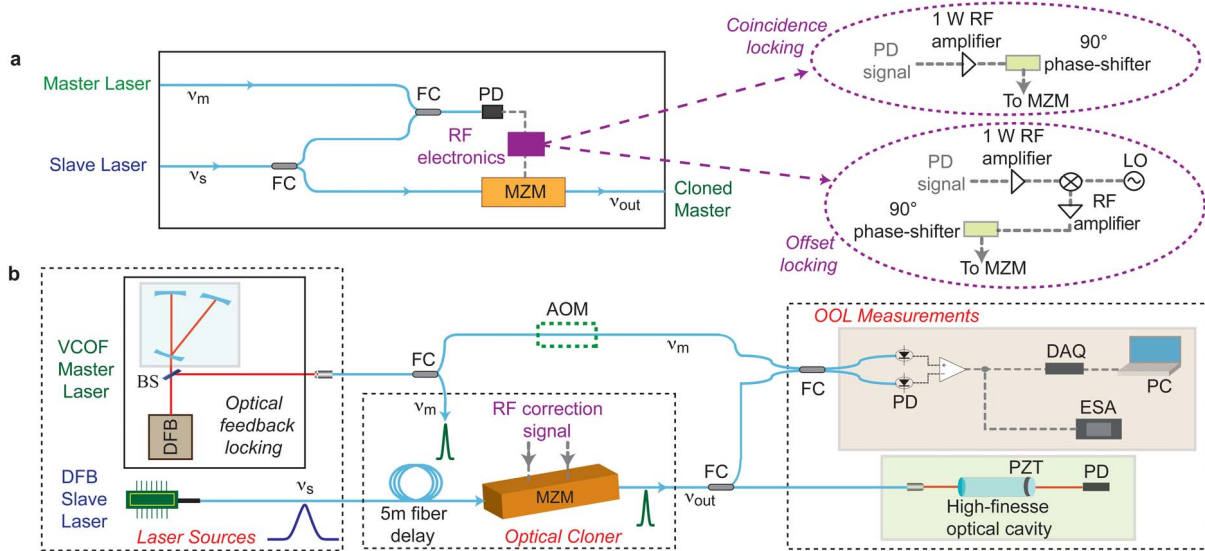 a
Master Laser
νm
FC
PD
RF
electronics
Slave Laser
νs
FC
MZM
νout
Cloned
Master
Coincidence
locking
1 W RF
amplifier
PD
signal
90°
phase-shifter
To MZM
1 W RF
amplifier
LO
PD
signal
RF
amplifier
90°
phase-shifter
To MZM
Offset
locking
b
VCOF
Master
Laser
BS
DFB
Optical
feedback
locking
DFB
Slave
Laser
νs
Laser Sources
FC
νm
AOM
νm
RF correction
signal
5m fiber
delay
MZM
Optical Cloner
νout
FC
FC
OOL Measurements
PD
DAQ
PC
ESA
PZT
PD
High-finesse
optical cavity